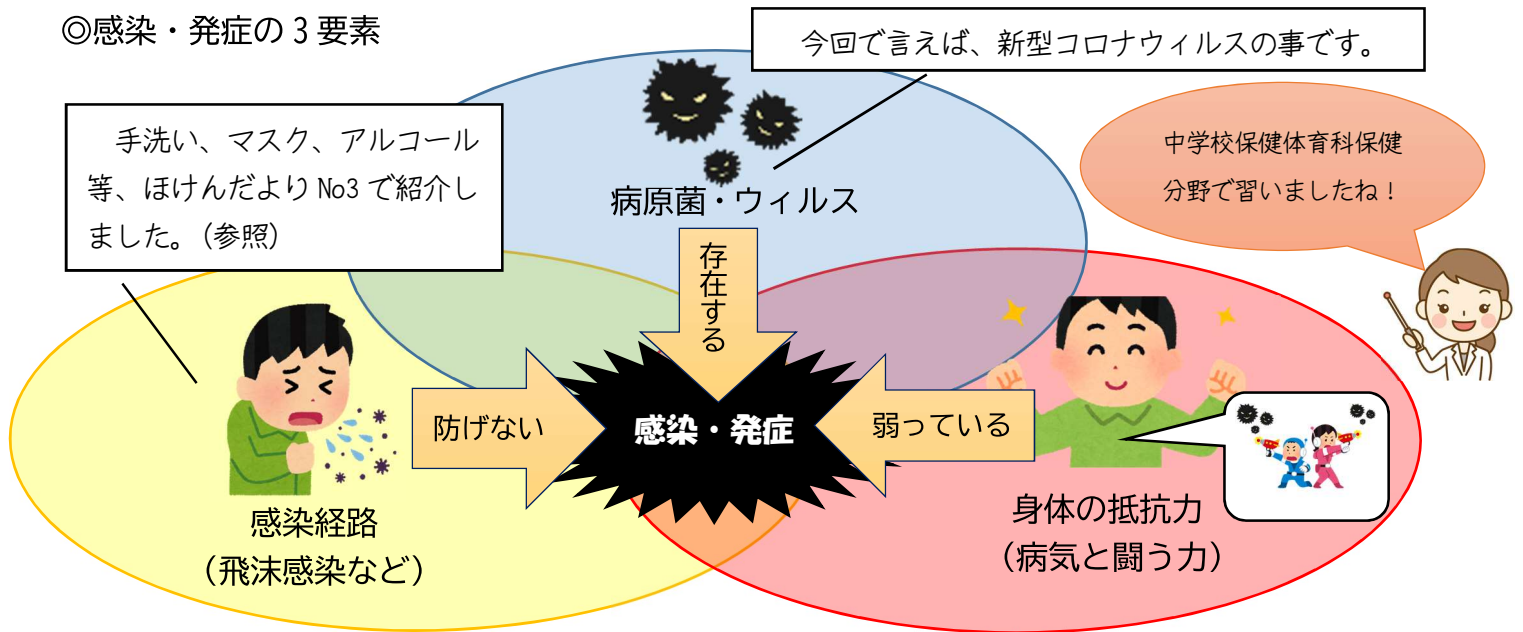 ◎感染・発症の3要素
今回で言えば、新型コロナウィルスの事です。
手洗い、マスク、アルコール
等、ほけんだより No3 で紹介し
ました。（参照）
中学校保健体育科保健
分野で習いましたね！
病原菌・ウィルス
存在する
防げない
感染・発症
弱っている
感染経路
（飛沫感染など）
身体の抵抗力
（病気と闘う力）